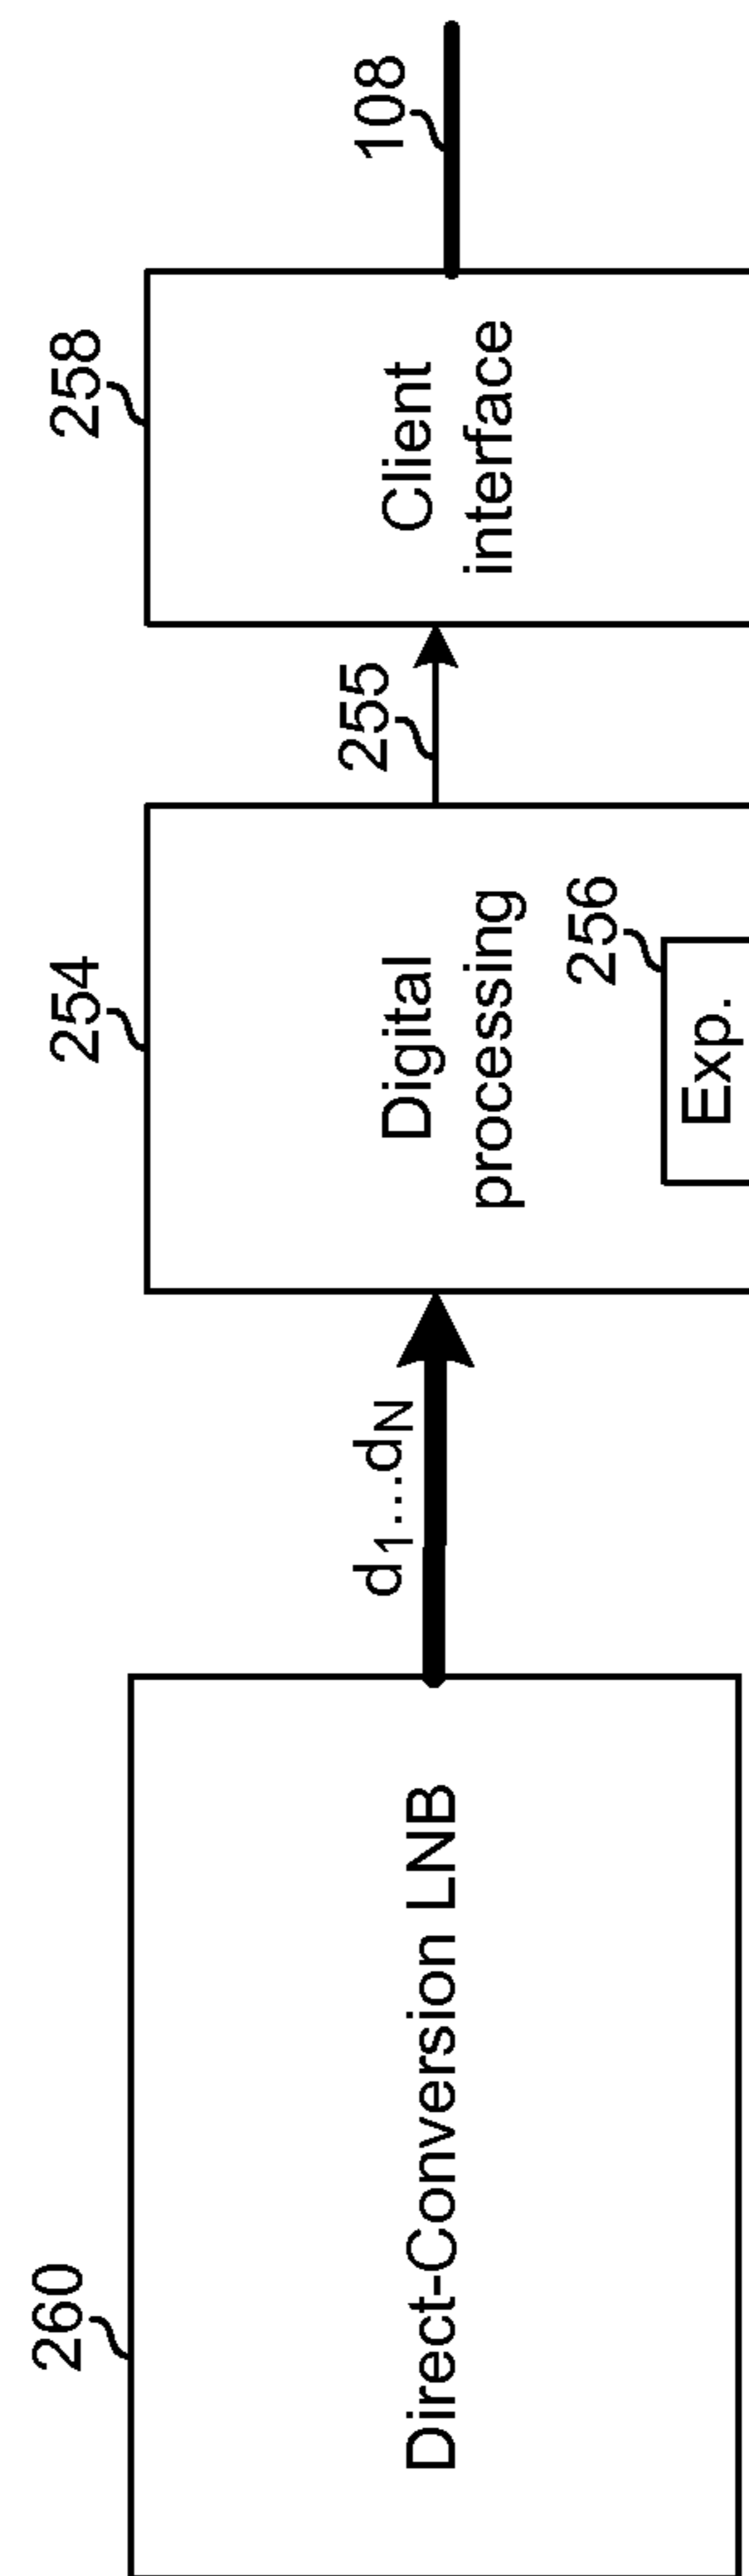 260
Direct-Conversion LNB
d1...dN
254
Digital
processing
256
Exp.
255
258
Client
interface
108